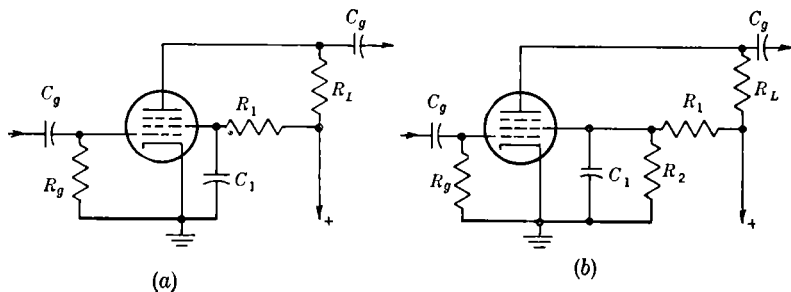 C_g
C_g
R_L
R_1
C_1
R_g
+
(a)
C_g
C_g
R_L
R_1
R_2
C_1
R_g
+
(b)